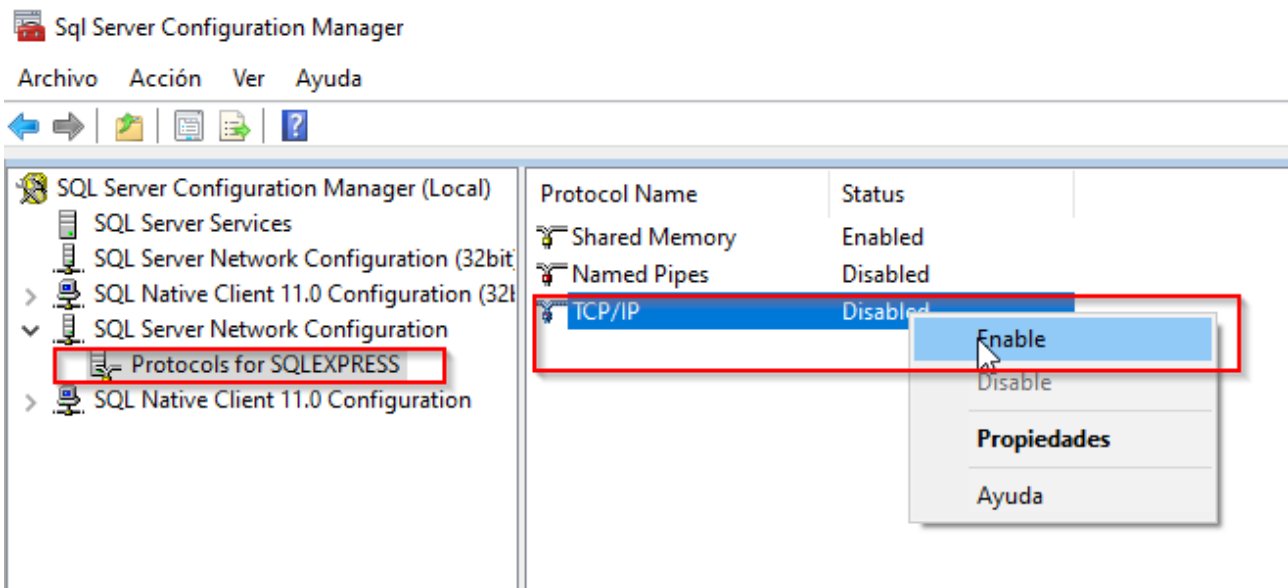 Sql Server Configuration Manager
Archivo Acción Ver Ayuda
SQL Server Configuration Manager (Local)
SQL Server Services
SQL Server Network Configuration (32bit
SQL Native Client 11.0 Configuration (32b
SQL Server Network Configuration
Protocols for SQLEXPRESS
SQL Native Client 11.0 Configuration
Protocol Name Status
Shared Memory Enabled
Named Pipes Disabled
TCP/IP Disabled
Enable
Disable
Propiedades
Ayuda